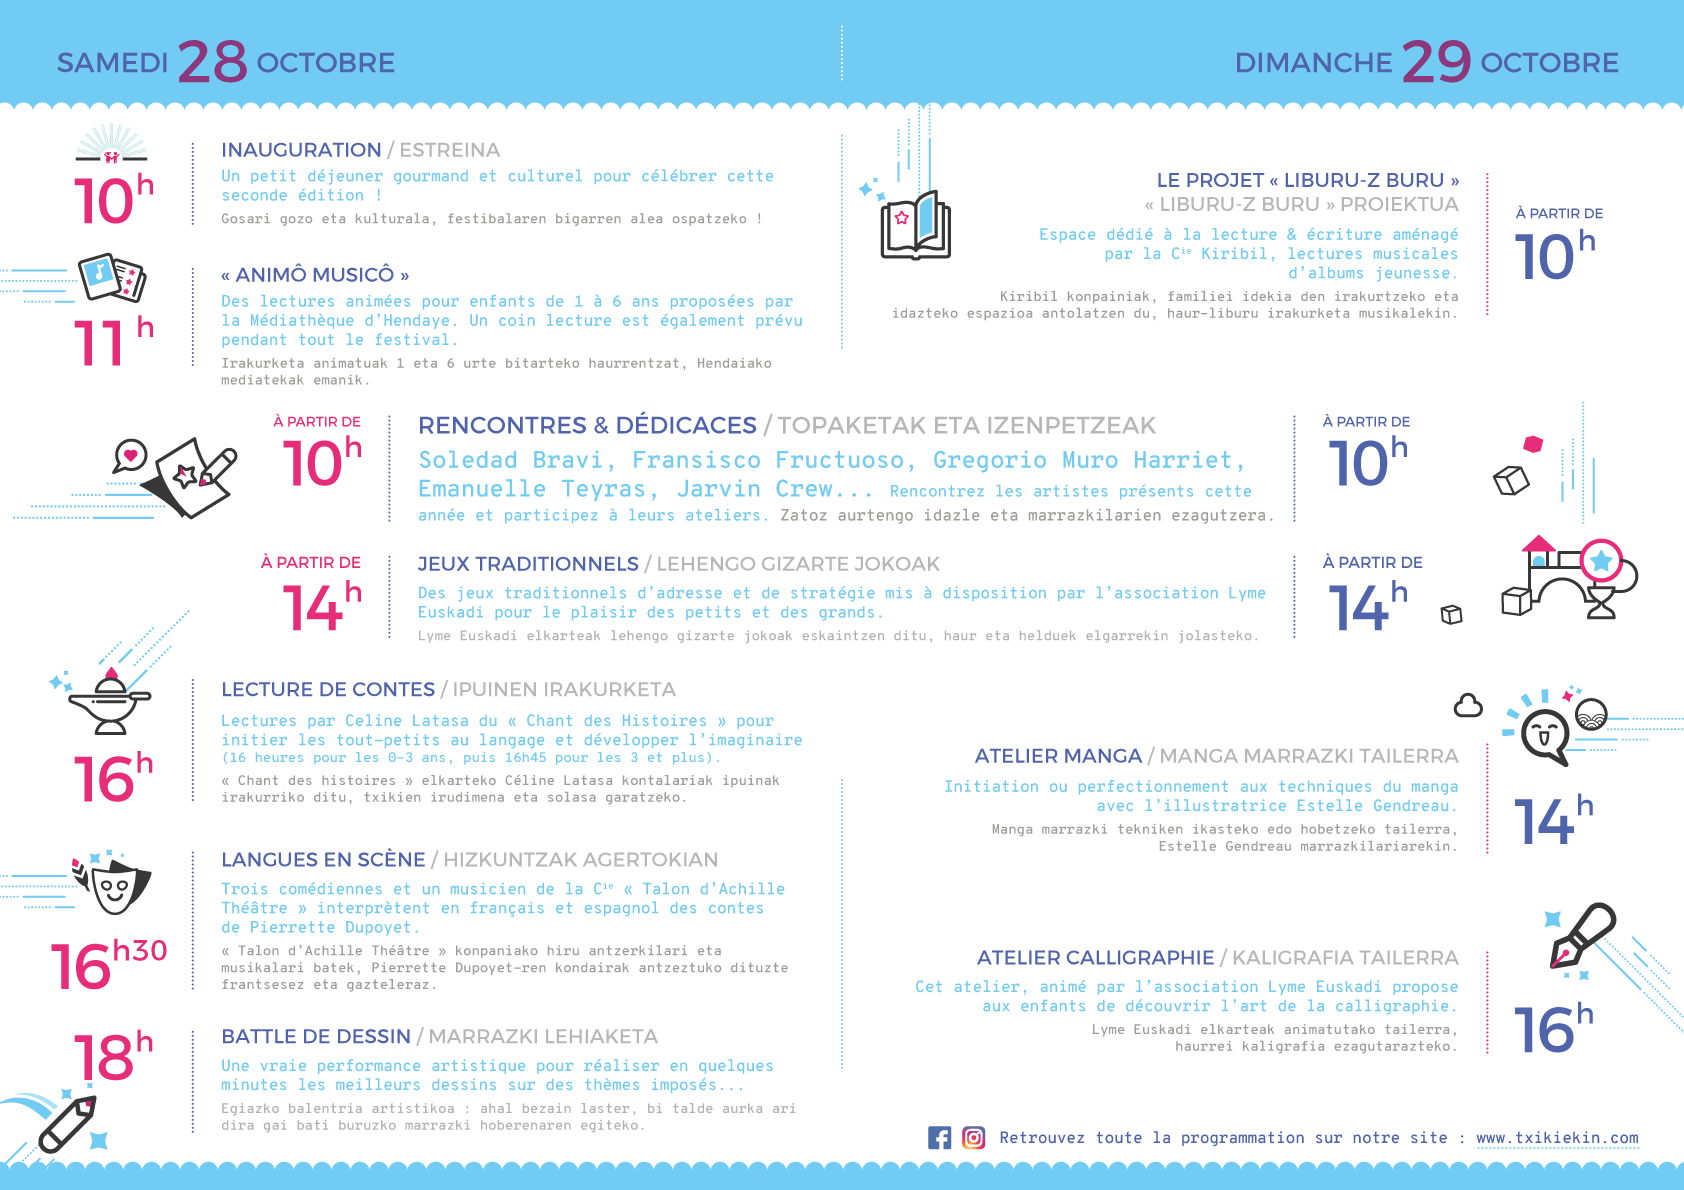 SAMEDI 28 OCTOBRE
DIMANCHE 29 OCTOBRE
10h
INAUGURATION / ESTREINA
Un petit déjeuner gourmand et culturel pour célébrer cette
seconde édition !
Gosari gozo eta kulturala, festibalaren bigarren alea ospatzeko !
11h
« ANIMÔ MUSICÔ »
Des lectures animées pour enfants de 1 à 6 ans proposées par
la Médiathèque d'Hendaye. Un coin lecture est également prévu
pendant tout le festival.
Irakurketa animatuak 1 eta 6 urte bitarteko haurrentzat, Hendaiako
mediatekak emanik.
LE PROJET « LIBURU-Z BURU »
« LIBURU-Z BURU » PROIEKTUA
Espace dédié à la lecture & écriture aménagé
par la Cie Kiribil, lectures musicales
d'albums jeunesse.
Kiribil konpainiak, familiei idekia den irakurtzeko eta
idazteko espazioa antolatzen du, haur-liburu irakurketa musikalekin.
À PARTIR DE
10h
À PARTIR DE
10h
RENCONTRES & DÉDICACES / TOPAKETAK ETA IZENPETZEAK
Soledad Bravi, Fransisco Fructuoso, Gregorio Muro Harriet,
Emanuelle Teyras, Jarvin Crew... Rencontrez les artistes présents cette
année et participez à leurs ateliers. Zatoz aurtengo idazle eta marrazkilarien ezagutzera.
À PARTIR DE
10h
À PARTIR DE
14h
JEUX TRADITIONNELS / LEHENGO GIZARTE JOKOAK
Des jeux traditionnels d'adresse et de stratégie mis à disposition par l'association Lyme
Euskadi pour le plaisir des petits et des grands.
Lyme Euskadi elkarteak lehengo gizarte jokoak eskaintzen ditu, haur eta helduek elgarrekin jolasteko.
À PARTIR DE
14h
16h
LECTURE DE CONTES / IPUINEN IRAKURKETA
Lectures par Celine Latasa du « Chant des Histoires » pour
initier les tout-petits au langage et développer l'imaginaire
(16 heures pour les 0-3 ans, puis 16h45 pour les 3 et plus).
« Chant des histoires » elkarteko Céline Latasa kontalariak ipuinak
irakurriko ditu, txikien irudimena eta solasa garatzeko.
16h30
LANGUES EN SCÈNE / HIZKUNTZAK AGERTOKIAN
Trois comédiennes et un musicien de la Cie « Talon d'Achille
Théâtre » interprètent en français et espagnol des contes
de Pierrette Dupoyet.
« Talon d'Achille Théâtre » konpaniako hiru antzerkilari eta
musikalari batek, Pierrette Dupoyet-ren kondairak antzeztuko dituzte
frantsesez eta gazteleraz.
18h
BATTLE DE DESSIN / MARRAZKI LEHIAKETA
Une vraie performance artistique pour réaliser en quelques
minutes les meilleurs dessins sur des thèmes imposés...
Egiazko balentria artistikoa : ahal bezain laster, bi talde aurka ari
dira gai bati buruzko marrazki hoberenaren egiteko.
ATELIER MANGA / MANGA MARRAZKI TAILERRA
Initiation ou perfectionnement aux techniques du manga
avec l'illustratrice Estelle Gendreau.
Manga marrazki tekniken ikasteko edo hobetzeko tailerra,
Estelle Gendreau marrazkilariarekin.
14h
ATELIER CALLIGRAPHIE / KALIGRAFIA TAILERRA
Cet atelier, animé par l'association Lyme Euskadi propose
aux enfants de découvrir l'art de la calligraphie.
Lyme Euskadi elkarteak animatutako tailerra,
haurrei kaligrafia ezagutarazteko.
16h
Retrouvez toute la programmation sur notre site : www.txikiekin.com